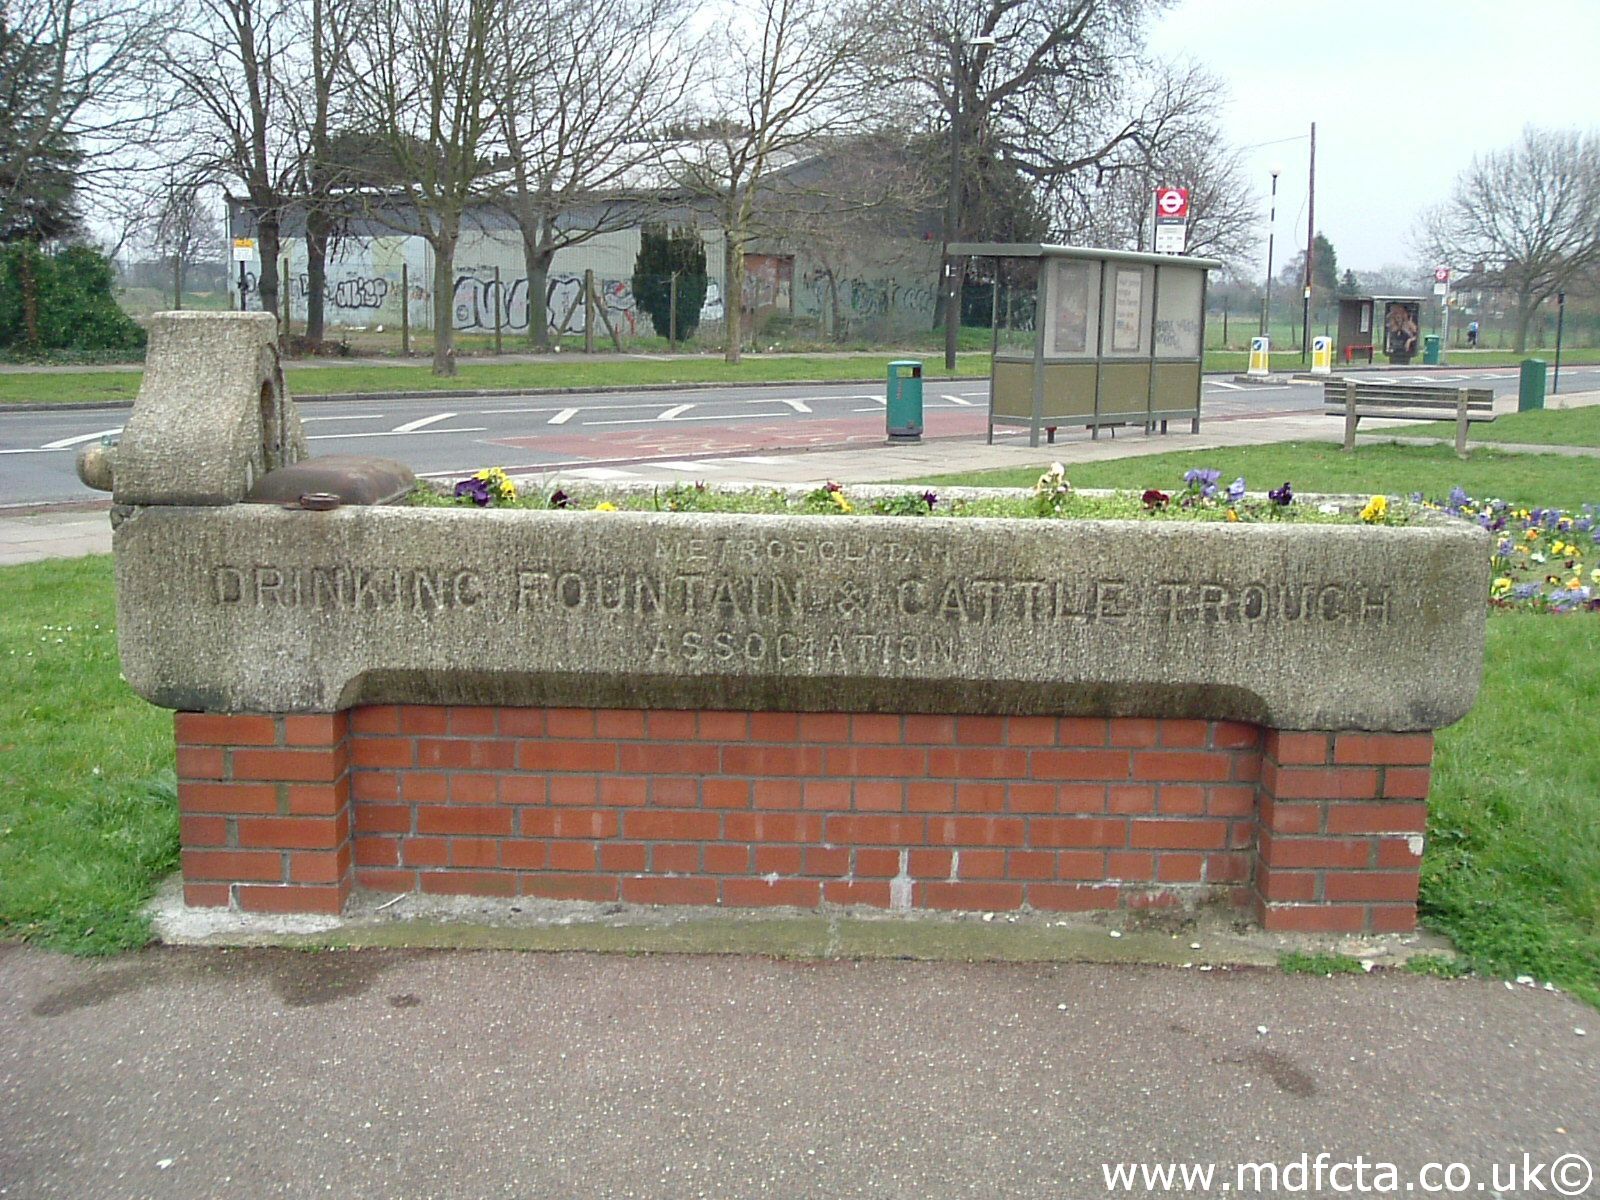 METROPOLITAN
DRINKING FOUNTAIN & CATTLE TROUGH
ASSOCIATION
www.mdfcta.co.uk©